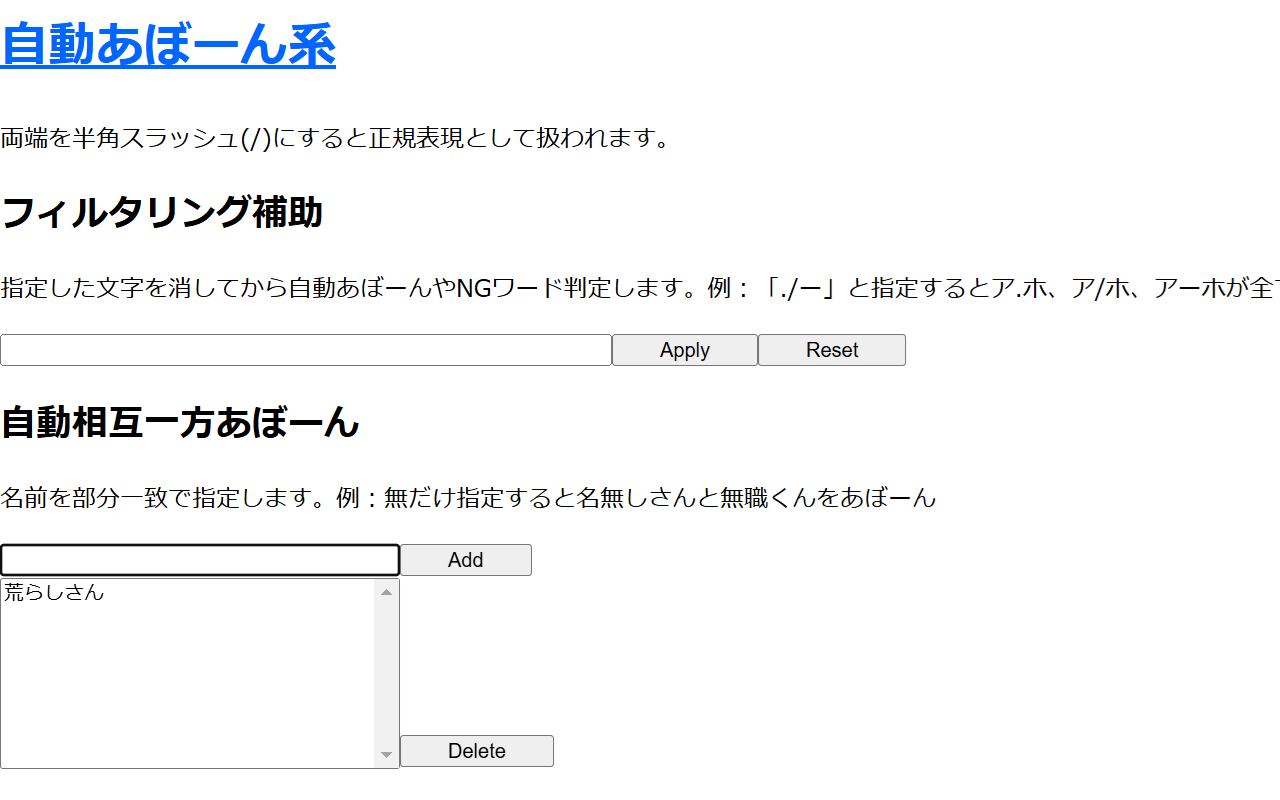 自動あぼーん系
両端を半角スラッシュ(/)にすると正規表現として扱われます。
フィルタリング補助
指定した文字を消してから自動あぼーんやNGワード判定します。例：「./ー」と指定するとア.ホ、ア/ホ、アーホが全
Apply Reset
自動相互一方あぼーん
名前を部分一致で指定します。例：無だけ指定すると名無しさんと無職くんをあぼーん
Add
荒らしさん
Delete